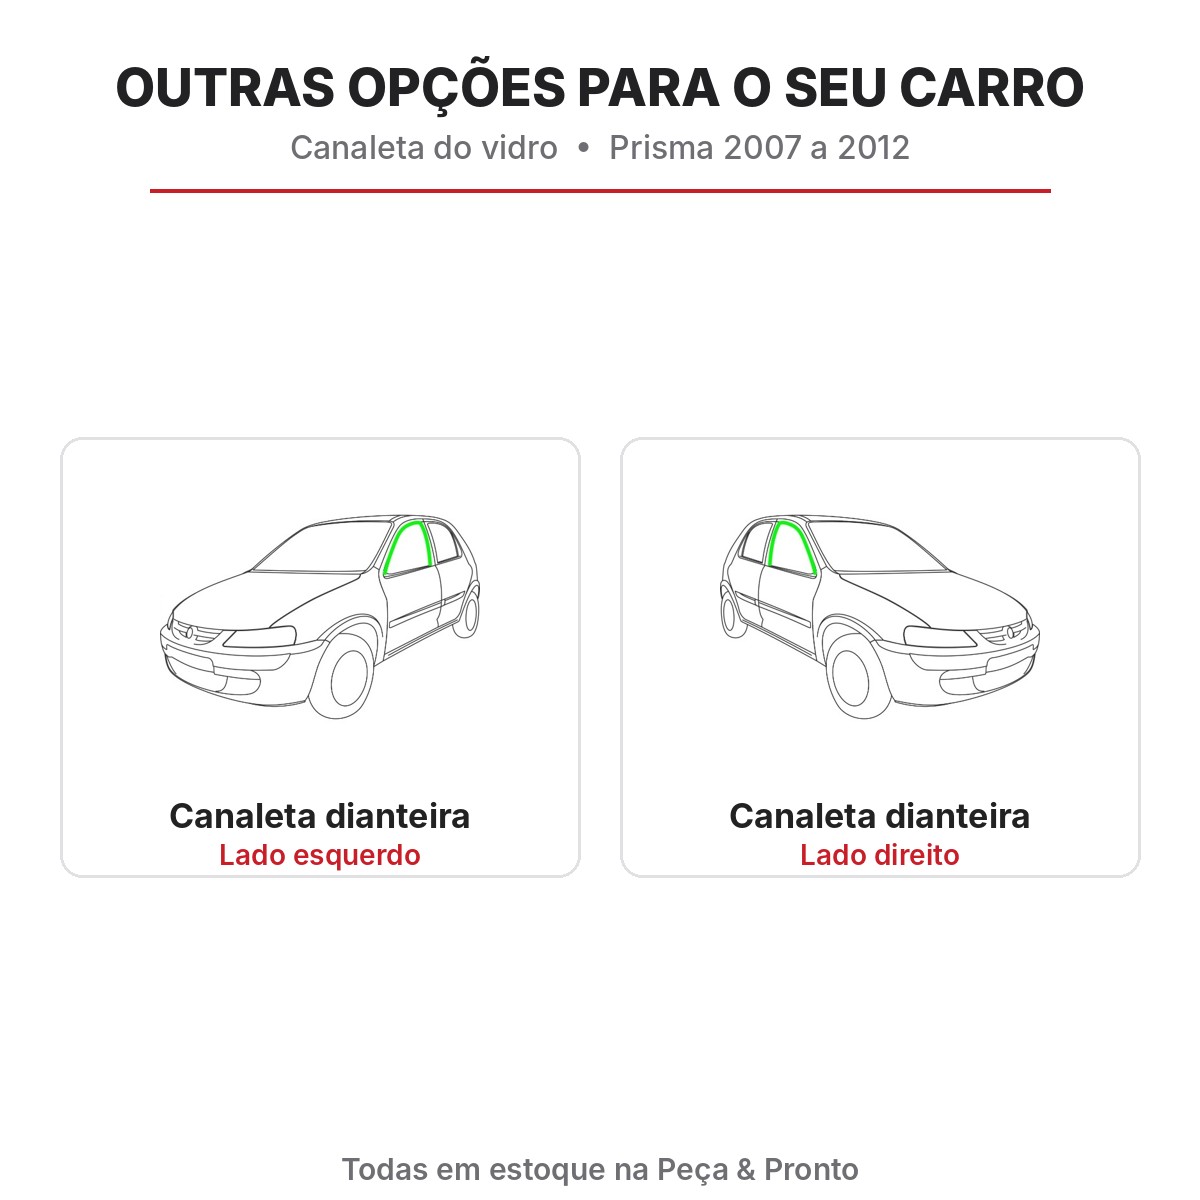 OUTRAS OPÇÕES PARA O SEU CARRO
Canaleta do vidro • Prisma 2007 a 2012
Canaleta dianteira
Lado esquerdo
Canaleta dianteira
Lado direito
Todas em estoque na Peça & Pronto